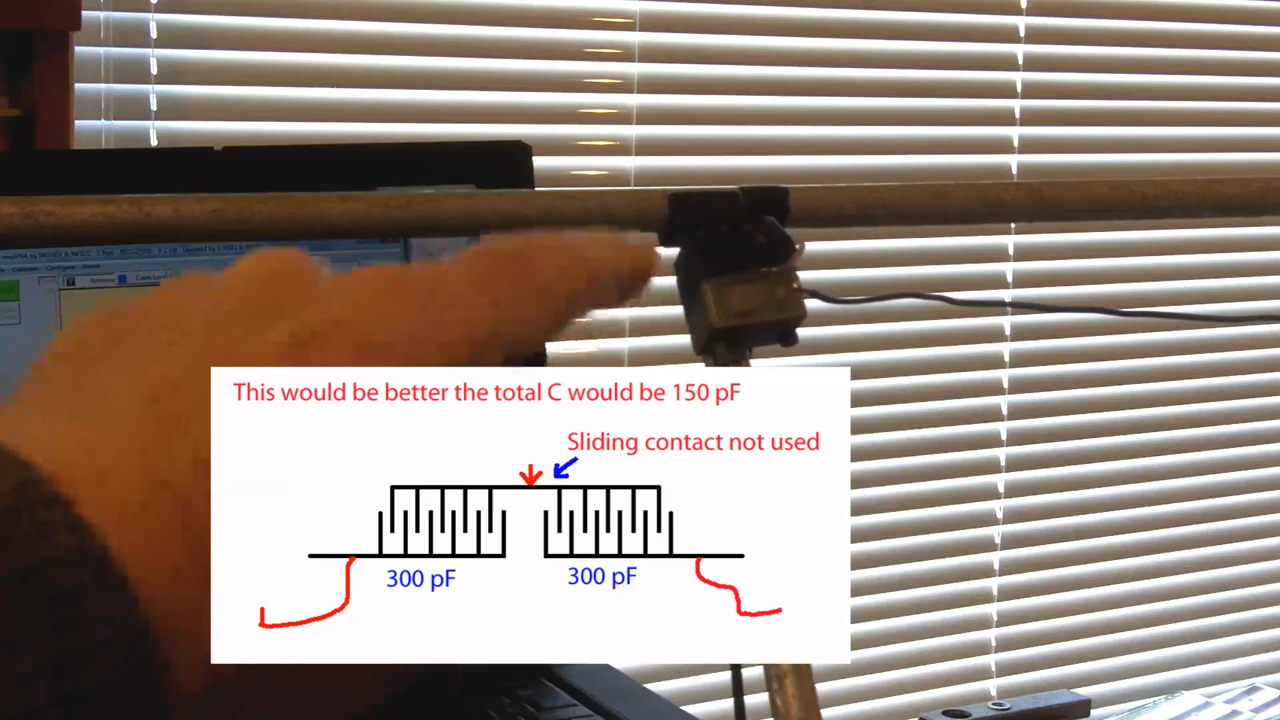 This would be better the total C would be 150 pF
Sliding contact not used
300 pF
300 pF